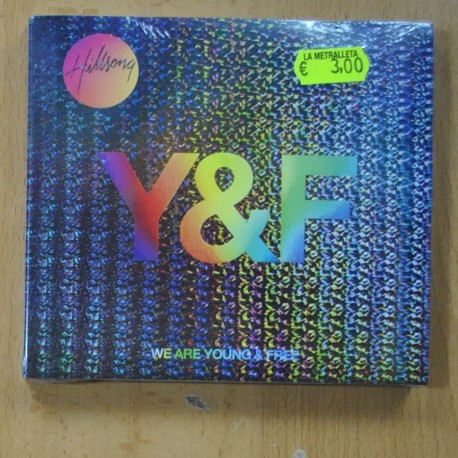 Hillsong
LA METRALLETA
€ 3,00
Y&F
WE ARE YOUNG & FREE